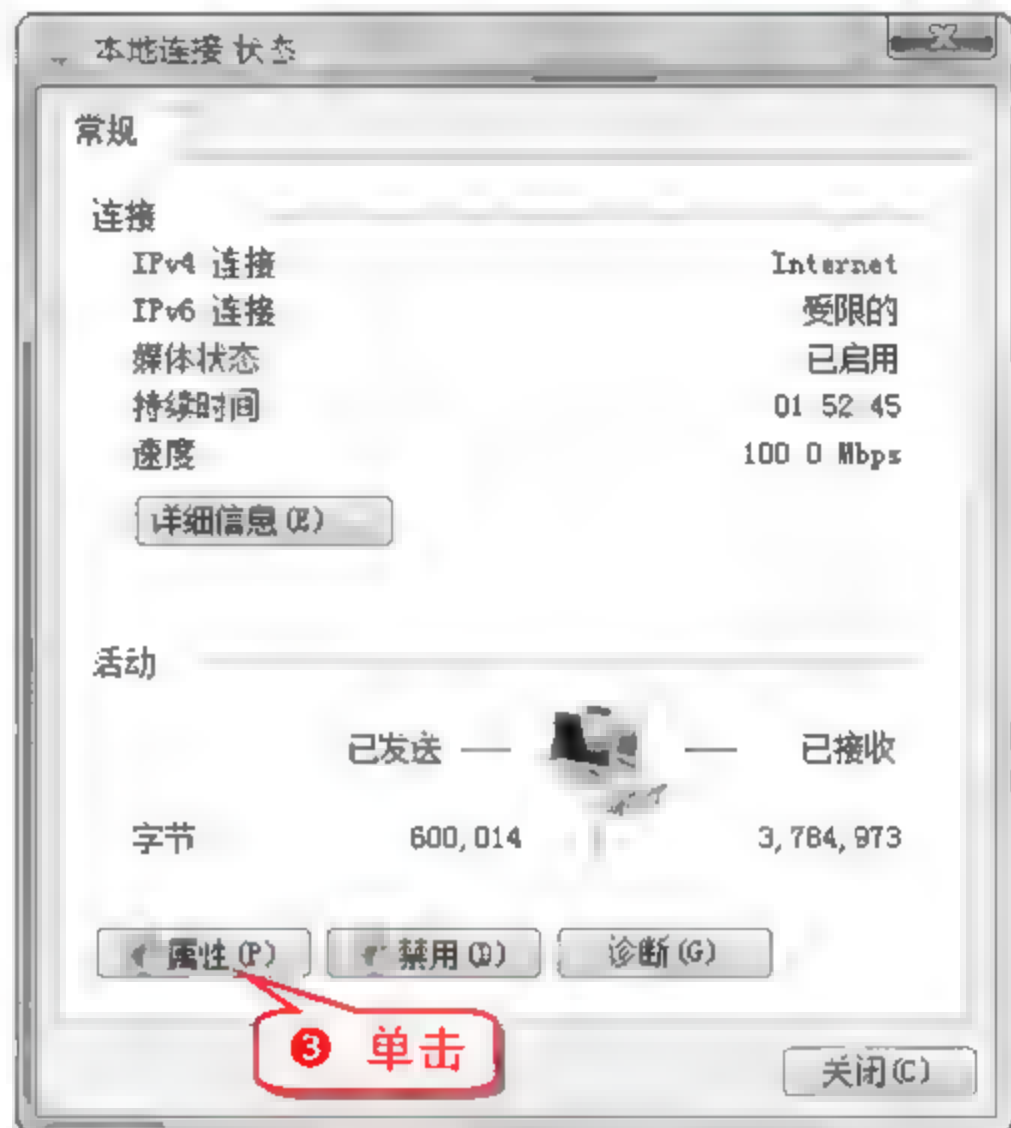 本地连接 状态
常规
连接
IPv4 连接 Internet
IPv6 连接 受限的
媒体状态 已启用
持续时间 01 52 45
速度 100 0 Mbps
详细信息(E)
活动
已发送 — — 已接收
字节 600,014 3,784,973
属性(P) 禁用(D) 诊断(G)
❸ 单击
关闭(C)